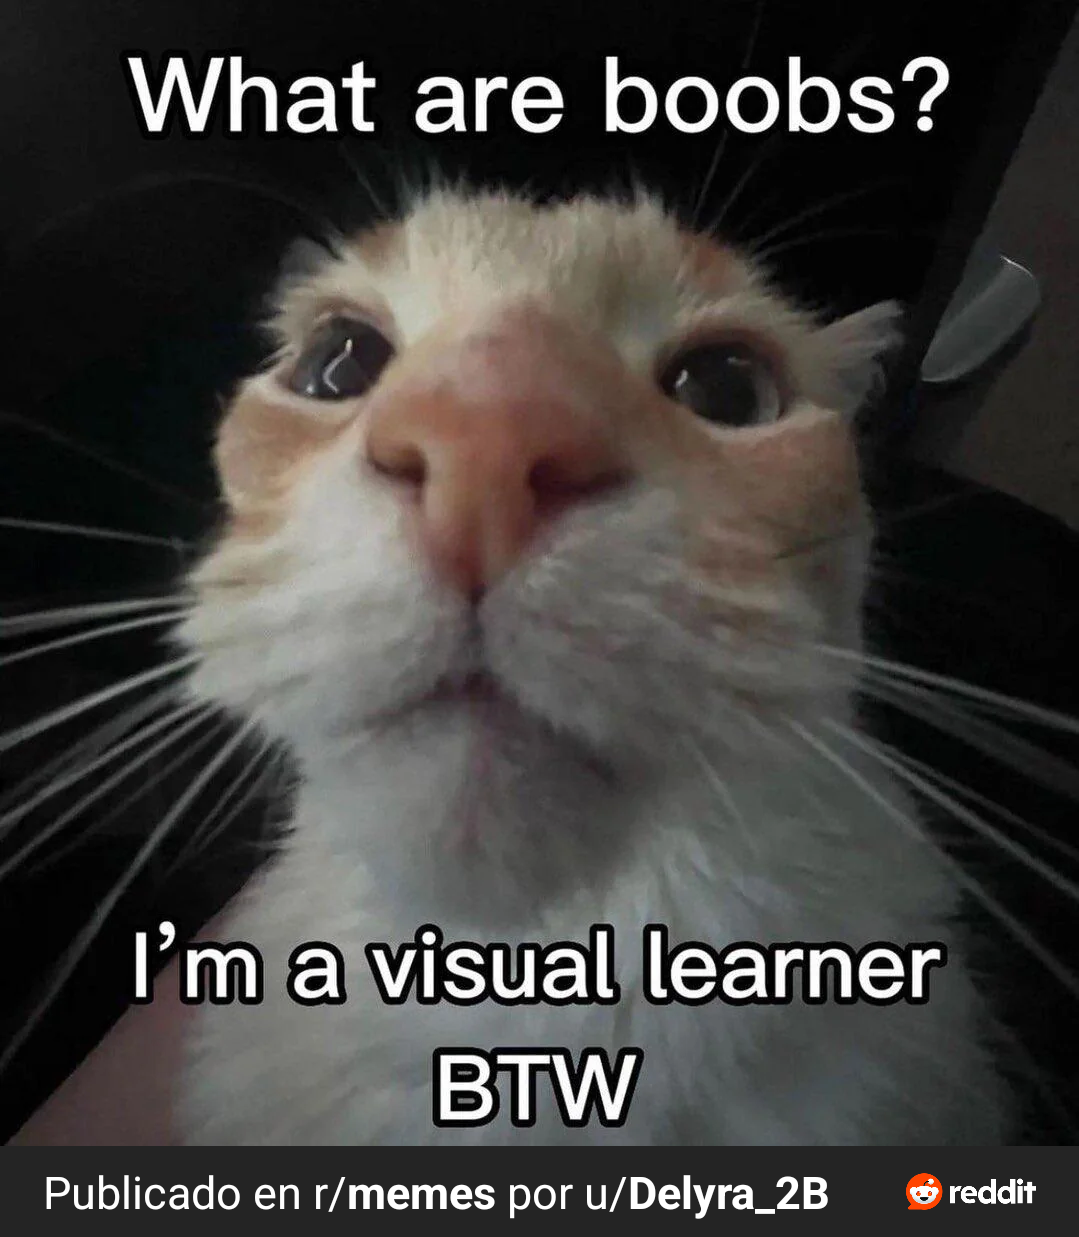 What are boobs?
I’m a visual learner
BTW
Publicado en r/memes por u/Delyra_2B reddit